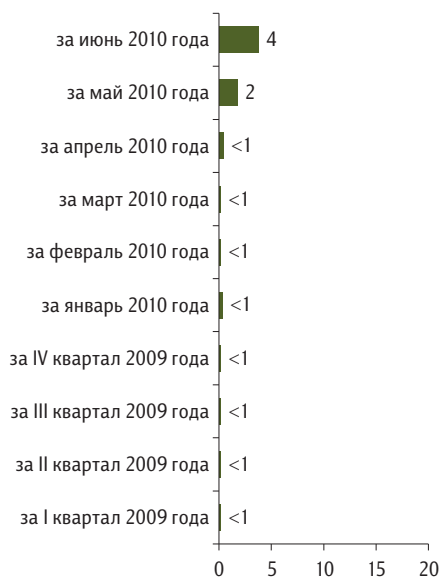 за июнь 2010 года 4
за май 2010 года 2
за апрель 2010 года <1
за март 2010 года <1
за февраль 2010 года <1
за январь 2010 года <1
за IV квартал 2009 года <1
за III квартал 2009 года <1
за II квартал 2009 года <1
за I квартал 2009 года <1
0 5 10 15 20